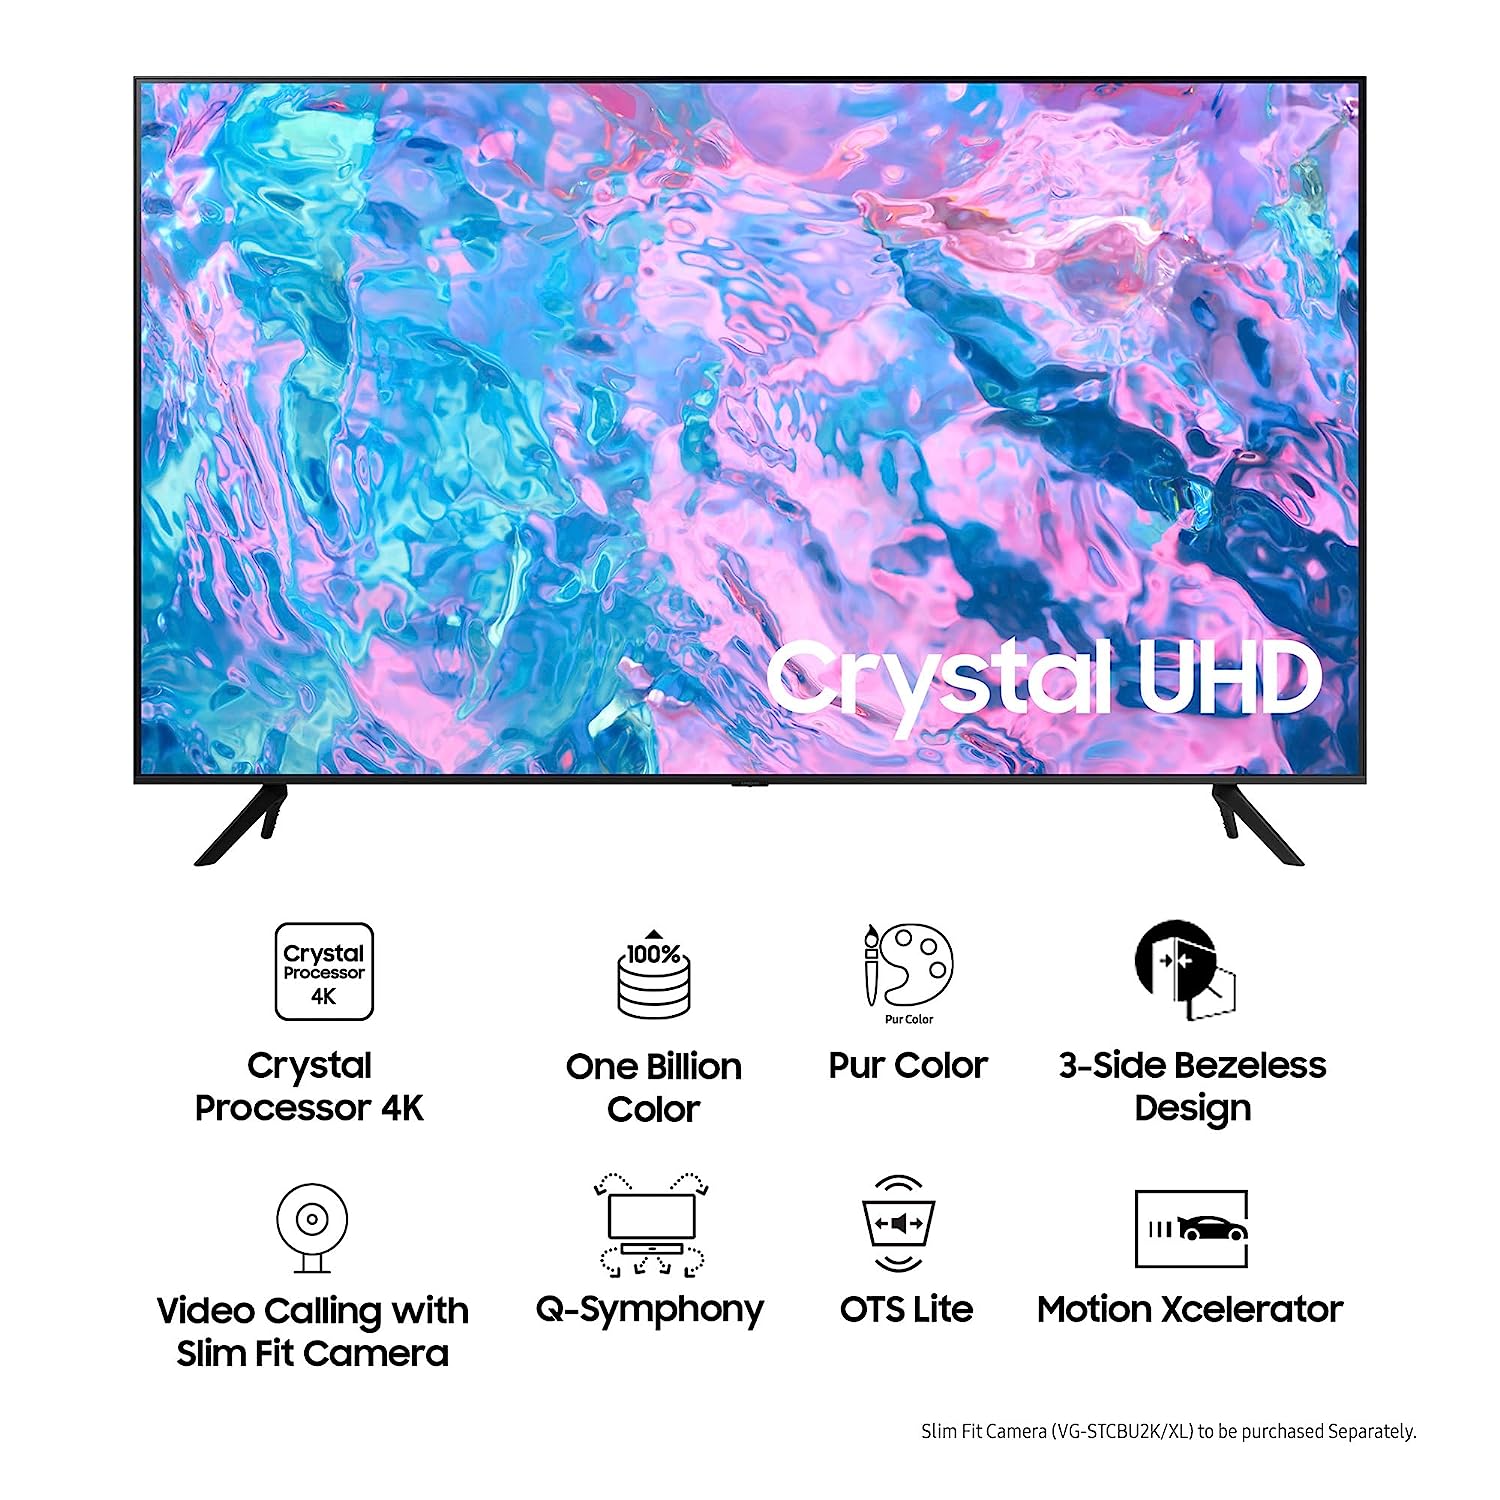 Crystal UHD
Crystal
Processor
4K
100%
Pur Color
Crystal
Processor 4K
One Billion
Color
Pur Color
3-Side Bezeless
Design
Video Calling with
Slim Fit Camera
Q-Symphony
OTS Lite
Motion Xcelerator
Slim Fit Camera (VG-STCBU2K/XL) to be purchased Separately.